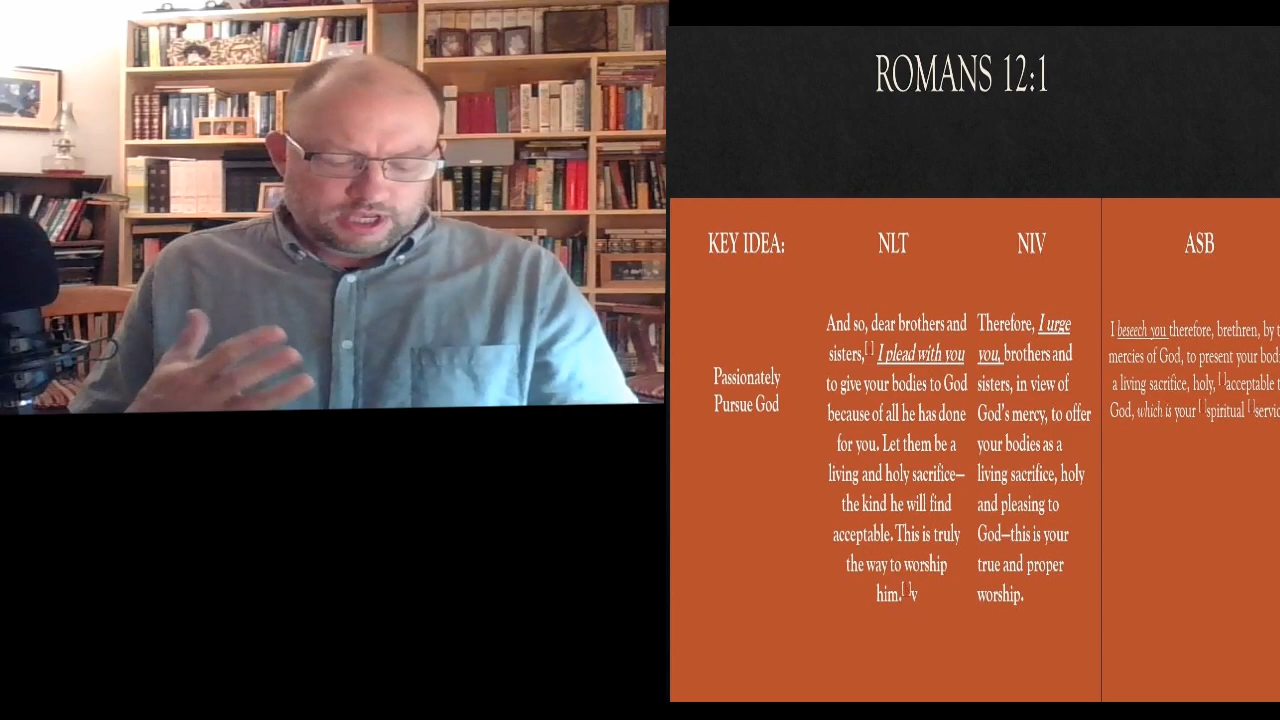 ROMANS 12:1
KEY IDEA:
Passionately
Pursue God
NLT
And so, dear brothers and
sisters,[ ] I plead with you
to give your bodies to God
because of all he has done
for you. Let them be a
living and holy sacrifice—
the kind he will find
acceptable. This is truly
the way to worship
him.[ ]v
NIV
Therefore, I urge
you, brothers and
sisters, in view of
God's mercy, to offer
your bodies as a
living sacrifice, holy
and pleasing to
God—this is your
true and proper
worship.
ASB
I beseech you therefore, brethren, by
mercies of God, to present your
a living sacrifice, holy, [ ]acceptable
God, which is your [ ]spiritual